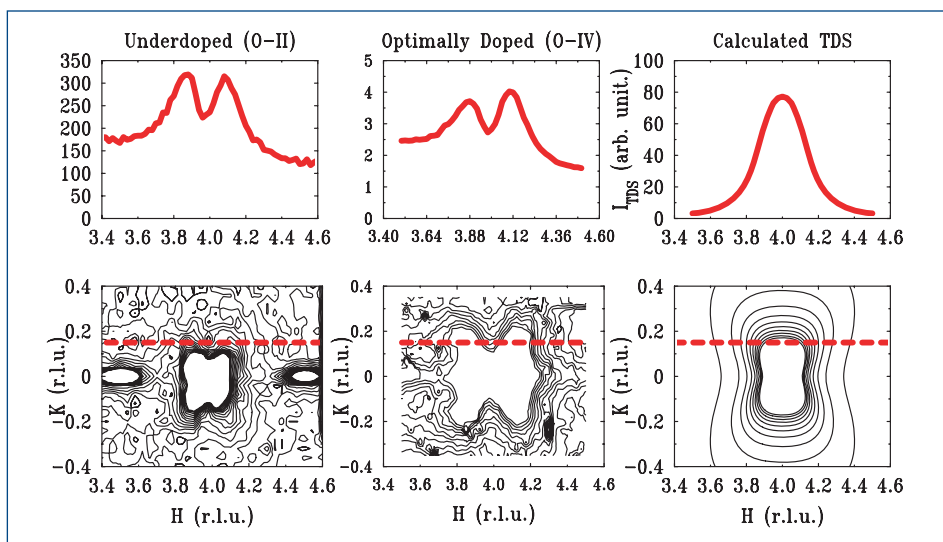 Underdoped (O-II)
350
300
250
200
150
100
50
0
3.4 3.6 3.8 4.0 4.2 4.4 4.6
Optimally Doped (O-IV)
5
4
3
2
1
0
3.40 3.64 3.88 4.12 4.36 4.60
Calculated TDS
I_TDS (arb. unit.)
100
80
60
40
20
0
3.4 3.6 3.8 4.0 4.2 4.4 4.6
K (r.l.u.)
0.4
0.2
0
-0.2
-0.4
3.4 3.6 3.8 4.0 4.2 4.4 4.6
H (r.l.u.)
K (r.l.u.)
0.4
0.2
0
-0.2
-0.4
3.4 3.6 3.8 4.0 4.2 4.4 4.6
H (r.l.u.)
K (r.l.u.)
0.4
0.2
0
-0.2
-0.4
3.4 3.6 3.8 4.0 4.2 4.4 4.6
H (r.l.u.)